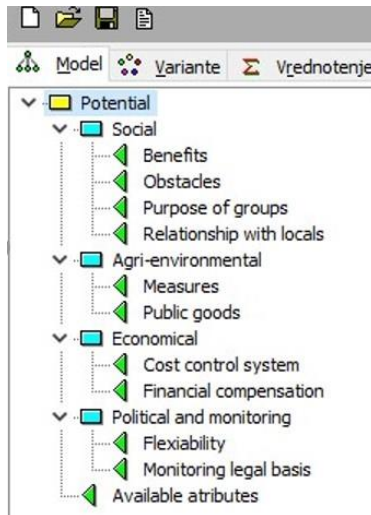 Model Variante Vrednotenje
Potential
Social
Benefits
Obstacles
Purpose of groups
Relationship with locals
Agri-environmental
Measures
Public goods
Economical
Cost control system
Financial compensation
Political and monitoring
Flexiability
Monitoring legal basis
Available atributes